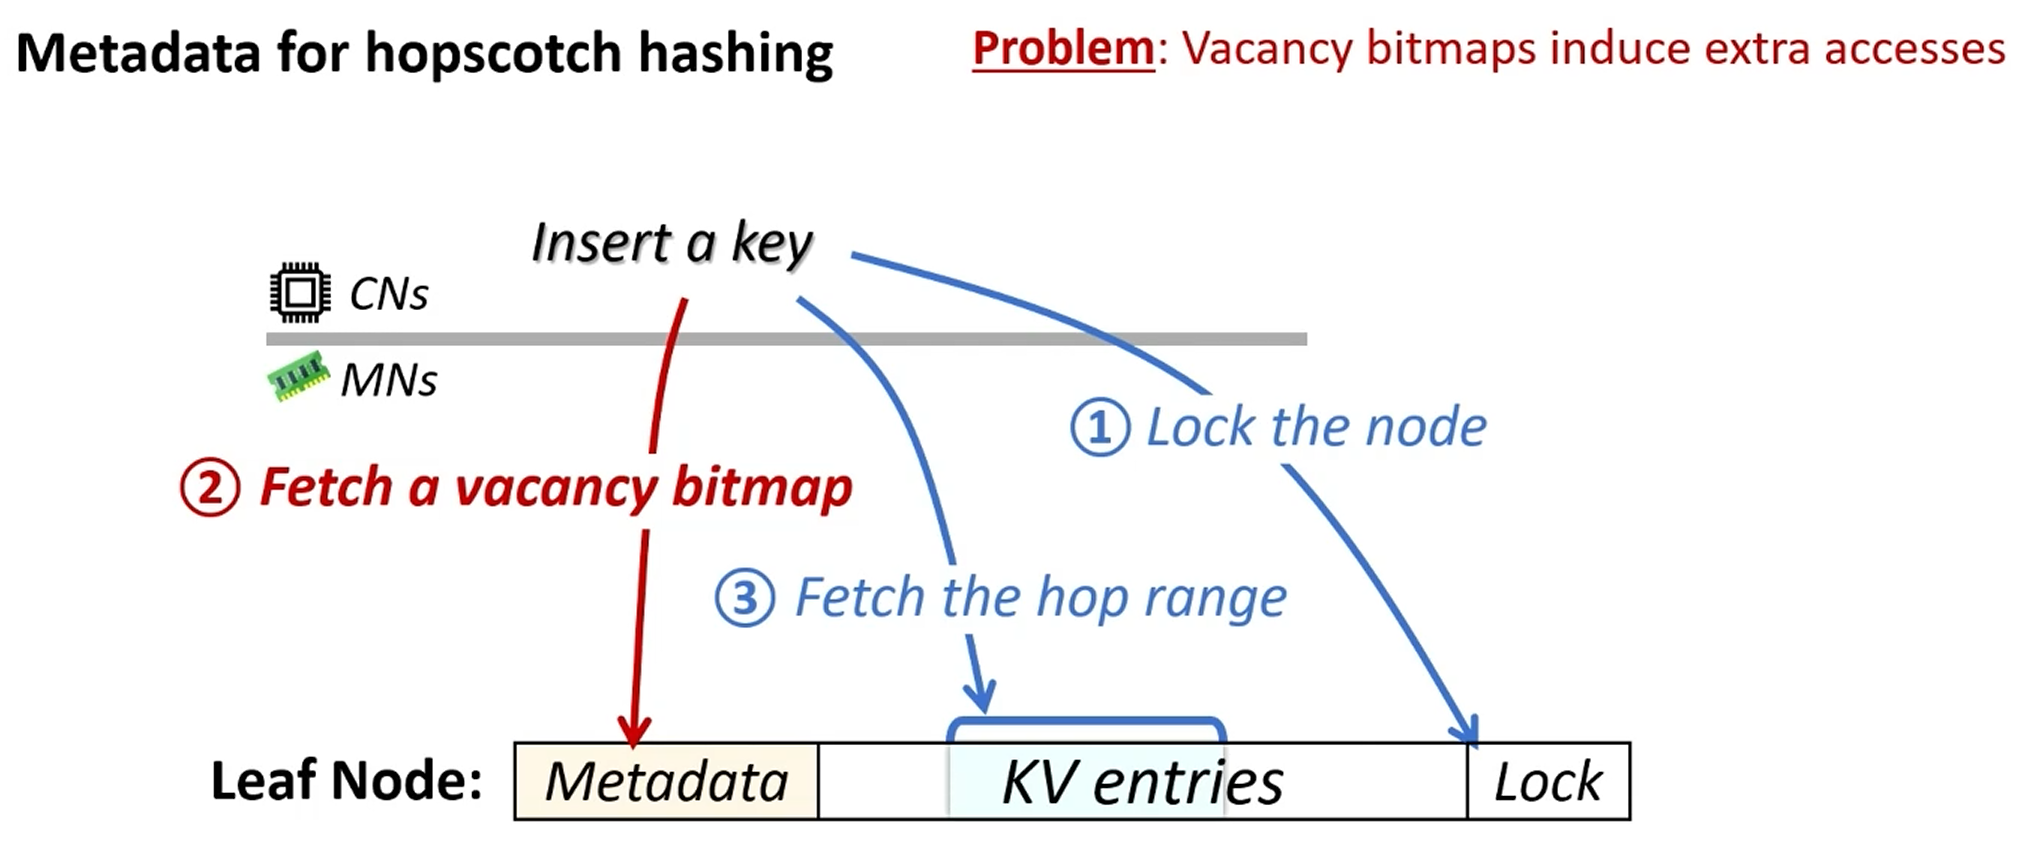 Metadata for hopscotch hashing
Problem: Vacancy bitmaps induce extra accesses
Insert a key
CNs
MNs
① Lock the node
② Fetch a vacancy bitmap
③ Fetch the hop range
Leaf Node: Metadata KV entries Lock